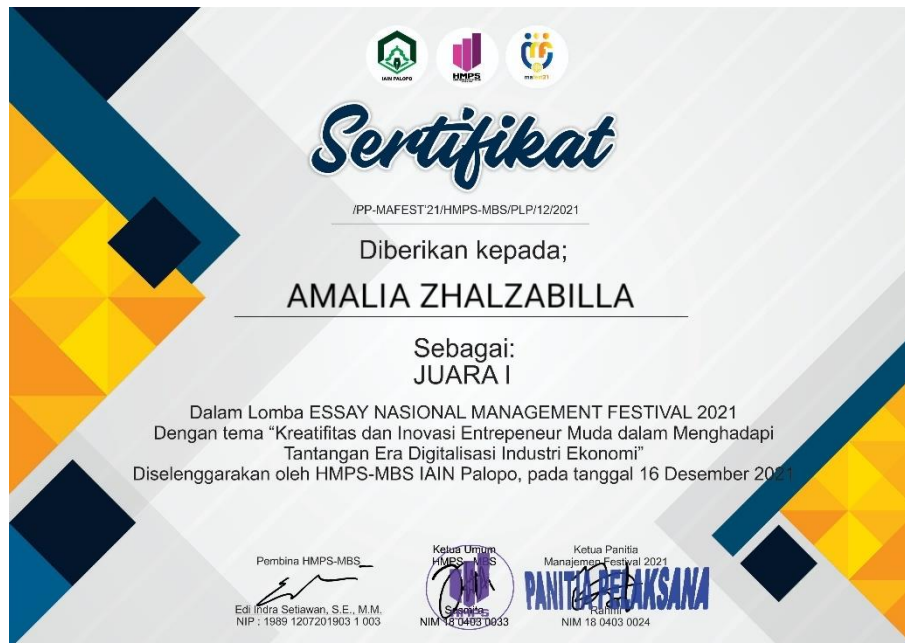 IAIN PALOPO
HMPS
mafest21
Sertifikat
/PP-MAFEST'21/HMPS-MBS/PLP/12/2021
Diberikan kepada;
AMALIA ZHALZABILLA
Sebagai:
JUARA I
Dalam Lomba ESSAY NASIONAL MANAGEMENT FESTIVAL 2021
Dengan tema “Kreatifitas dan Inovasi Entrepeneur Muda dalam Menghadapi
Tantangan Era Digitalisasi Industri Ekonomi”
Diselenggarakan oleh HMPS-MBS IAIN Palopo, pada tanggal 16 Desember 2021
Pembina HMPS-MBS
Edi Indra Setiawan, S.E., M.M.
NIP : 1989 1207201903 1 003
Ketua Umum
HMPS - MBS
HMPS
NIM 18 0403 0033
Ketua Panitia
Manajemen Festival 2021
PANITIA PELAKSANA
Rahmi
NIM 18 0403 0024